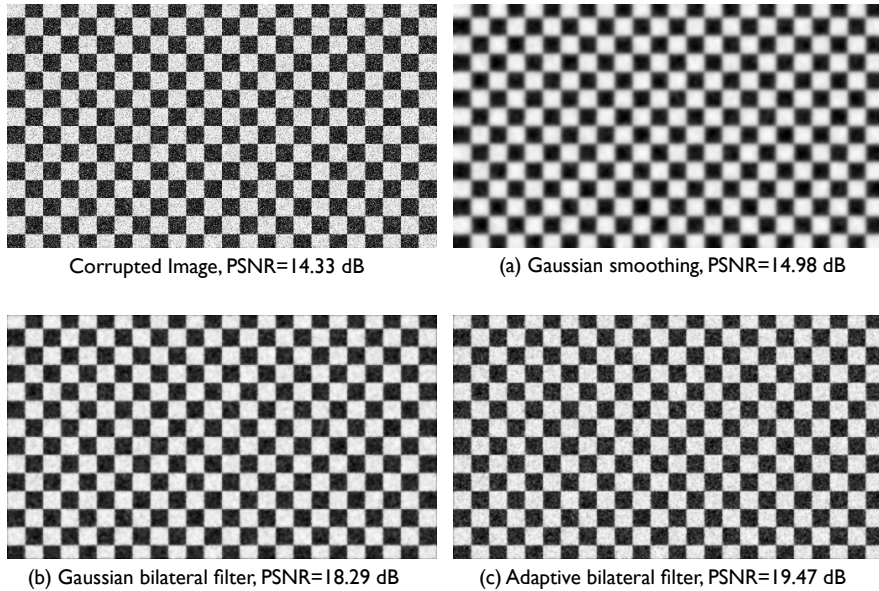 Corrupted Image, PSNR=14.33 dB
(a) Gaussian smoothing, PSNR=14.98 dB
(b) Gaussian bilateral filter, PSNR=18.29 dB
(c) Adaptive bilateral filter, PSNR=19.47 dB